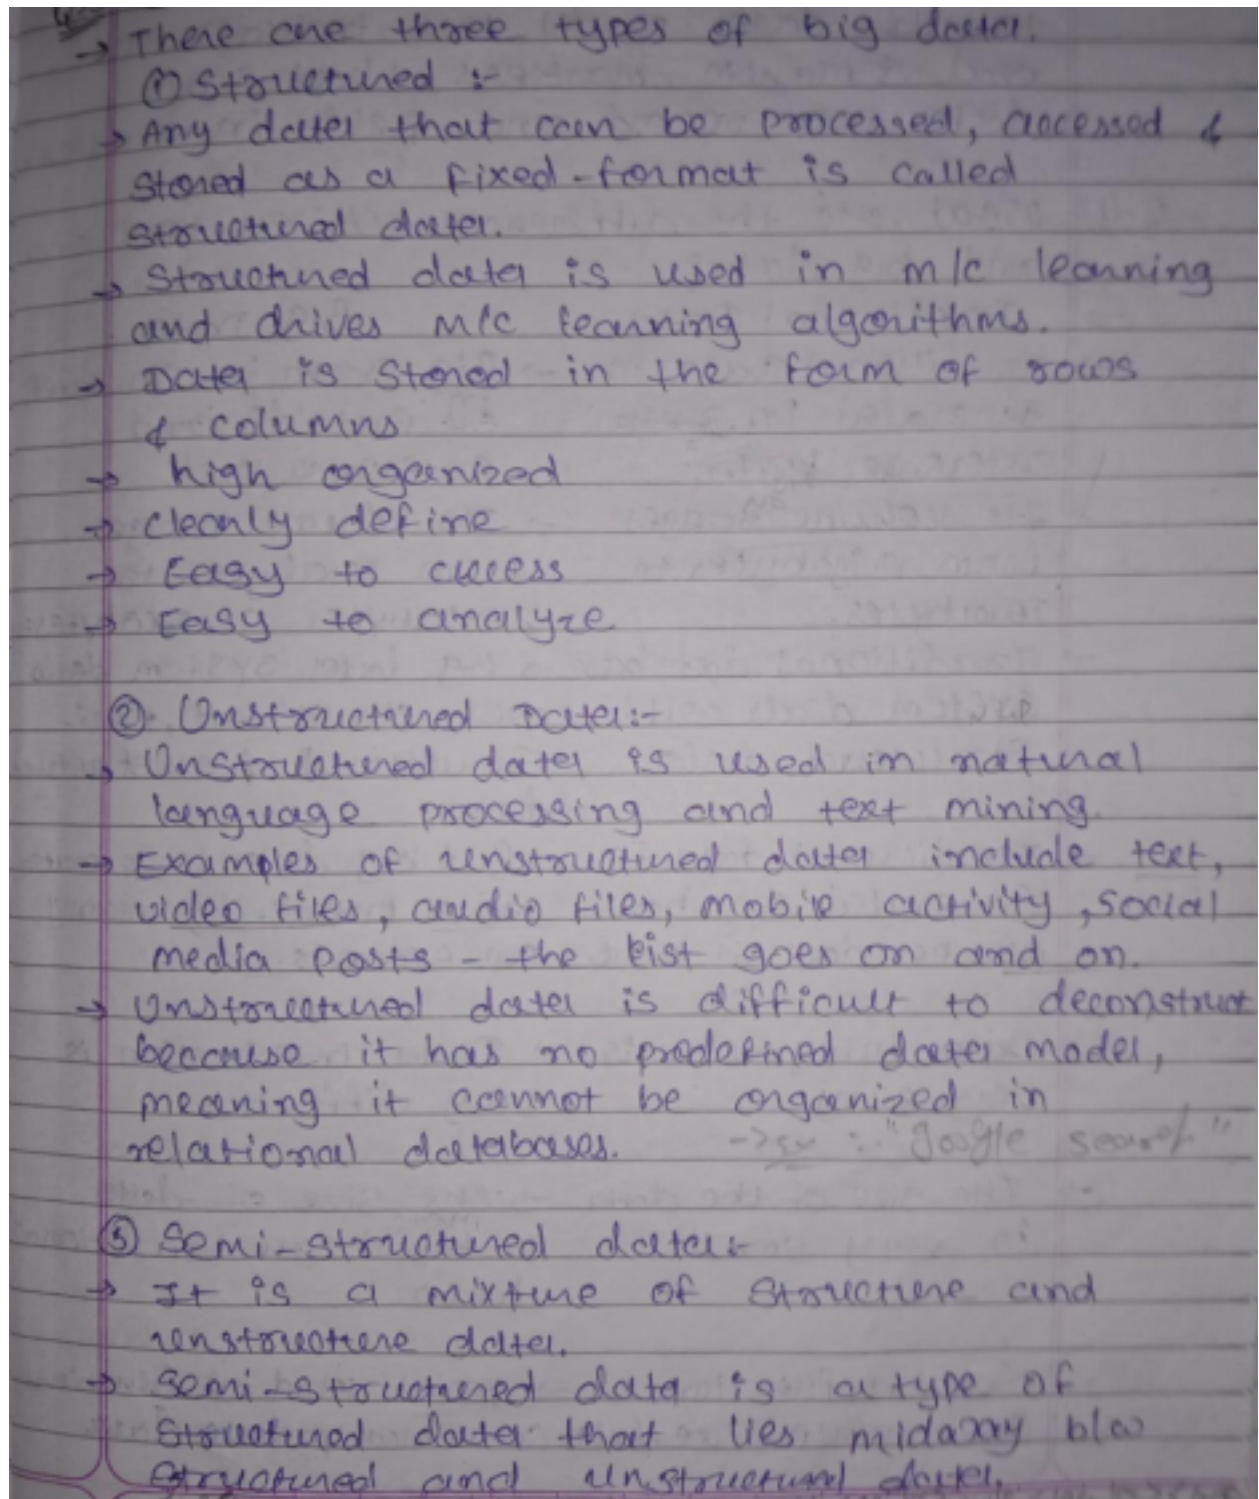 → There are three types of big data.
① Structured :-
→ Any data that can be processed, accessed &
stored as a fixed-format is called
structured data.
→ Structured data is used in m/c learning
and drives m/c learning algorithms.
→ Data is stored in the form of rows
& columns
→ high organized
→ clearly define
→ Easy to access
→ Easy to analyze
② Unstructured Data:-
→ Unstructured data is used in natural
language processing and text mining.
→ Examples of unstructured data include text,
video files, audio files, mobile activity, social
media posts - the list goes on and on.
→ Unstructured data is difficult to deconstruct
because it has no predefined data model,
meaning it cannot be organized in
relational databases. → ex : "google search"
③ Semi-structured data:-
→ It is a mixture of structure and
unstructure data.
→ Semi-structured data is a type of
structured data that lies midway b/w
structured and unstructured data.